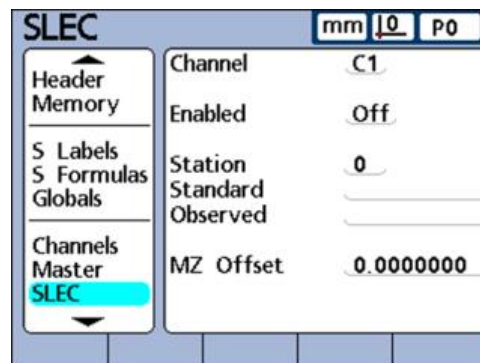 SLEC
mm 0 P0
Header
Memory
S Labels
S Formulas
Globals
Channels
Master
SLEC
Channel C1
Enabled Off
Station 0
Standard
Observed
MZ Offset 0.0000000